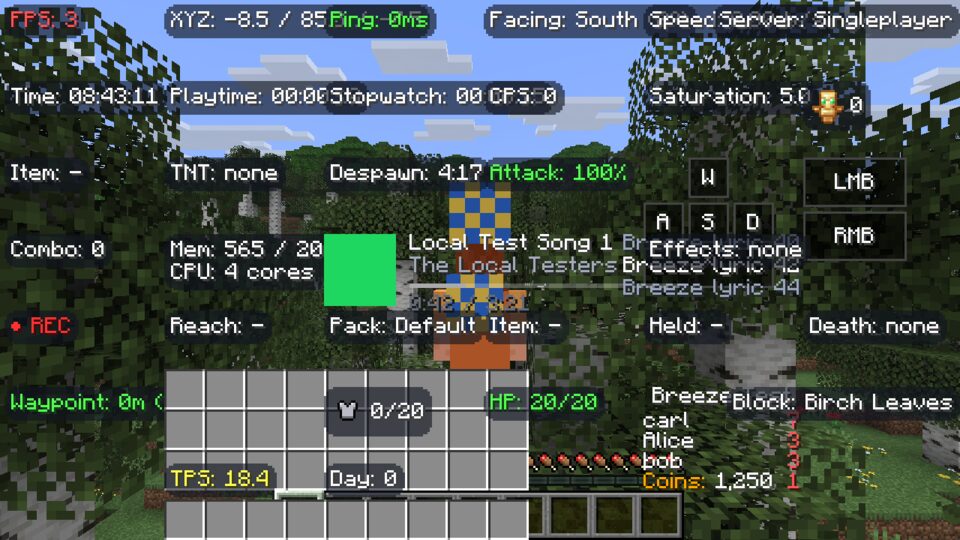 FPS: 3
XYZ: -8.5 / 85
Ping: 0ms
Facing: South
Speed
Server: Singleplayer
Time: 08:43:11
Playtime: 00:00
Stopwatch: 00
CPS: 0
Saturation: 5.0
0
Item: -
TNT: none
Despawn: 4:17
Attack: 100%
W
LMB
A S D
RMB
Combo: 0
Mem: 565 / 20
CPU: 4 cores
Local Test Song 1
The Local Testers
Effects: none
Breeze lyric 42
Breeze lyric 44
REC
Reach: -
Pack: Default
Item: -
Held: -
Death: none
Waypoint: 0m (
0/20
HP: 20/20
Breeze
Block: Birch Leaves
carl
Alice 3
bob 3
TPS: 18.4
Day: 0
Coins: 1,250 1